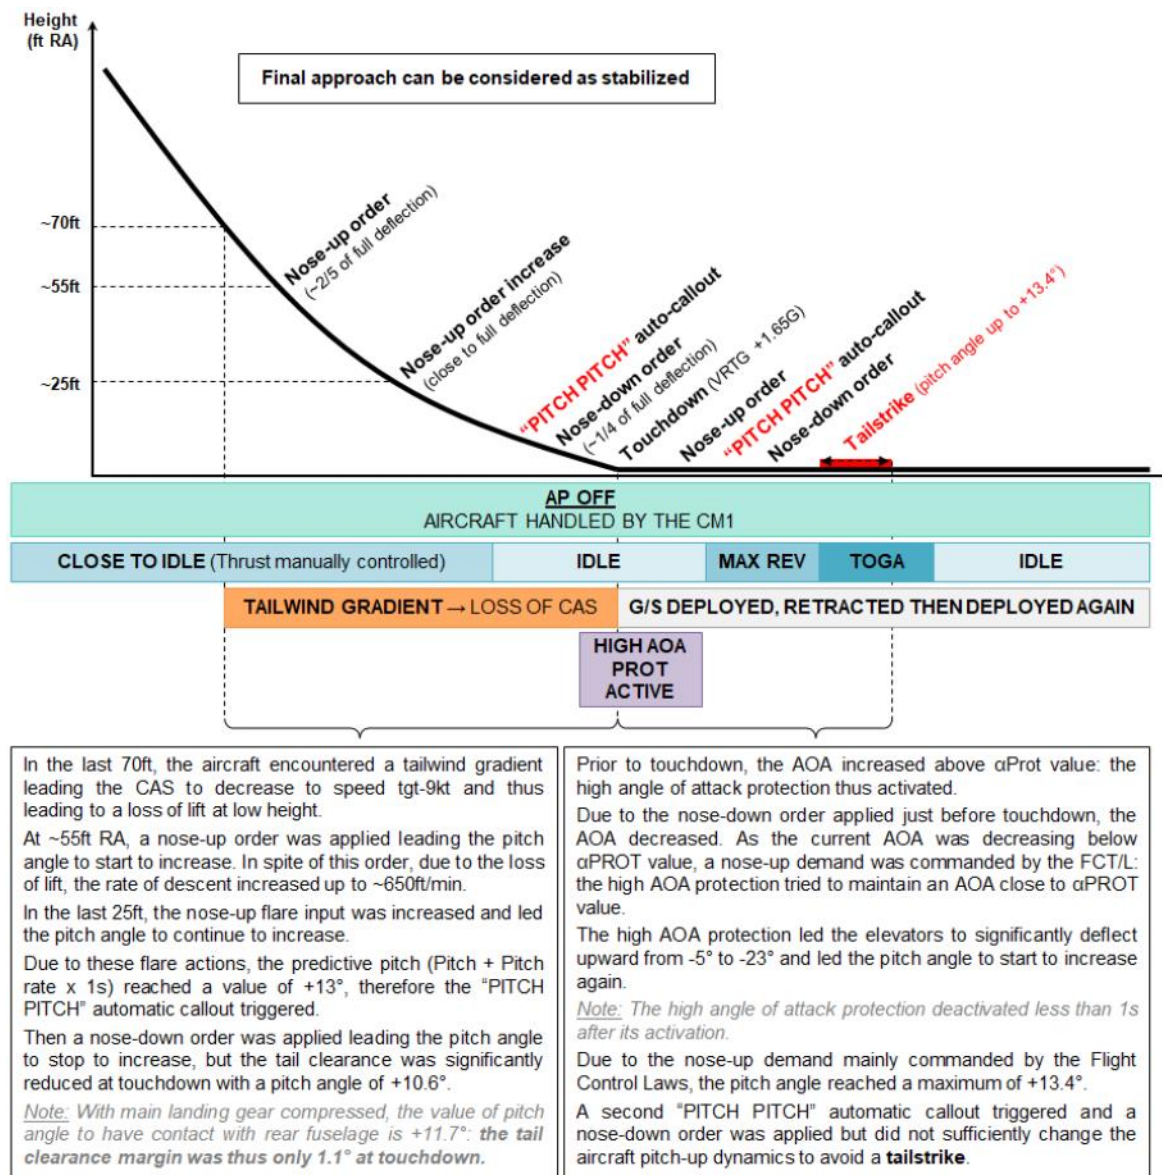 Height
(ft RA)
Final approach can be considered as stabilized
~70ft
~55ft
~25ft
Nose-up order
(~2/5 of full deflection)
Nose-up order increase
(close to full deflection)
“PITCH PITCH” auto-callout
Nose-down order
(~1/4 of full deflection)
Touchdown (VRTG +1.65G)
Nose-up order
“PITCH PITCH” auto-callout
Nose-down order
Tailstrike (pitch angle up to +13.4°)
AP OFF
AIRCRAFT HANDLED BY THE CM1
CLOSE TO IDLE (Thrust manually controlled)
IDLE
MAX REV
TOGA
IDLE
TAILWIND GRADIENT → LOSS OF CAS
G/S DEPLOYED, RETRACTED THEN DEPLOYED AGAIN
HIGH AOA
PROT
ACTIVE
In the last 70ft, the aircraft encountered a tailwind gradient
leading the CAS to decrease to speed tgt-9kt and thus
leading to a loss of lift at low height.
At ~55ft RA, a nose-up order was applied leading the pitch
angle to start to increase. In spite of this order, due to the loss
of lift, the rate of descent increased up to ~650ft/min.
In the last 25ft, the nose-up flare input was increased and led
the pitch angle to continue to increase.
Due to these flare actions, the predictive pitch (Pitch + Pitch
rate x 1s) reached a value of +13°, therefore the “PITCH
PITCH” automatic callout triggered.
Then a nose-down order was applied leading the pitch angle
to stop to increase, but the tail clearance was significantly
reduced at touchdown with a pitch angle of +10.6°.
Note: With main landing gear compressed, the value of pitch
angle to have contact with rear fuselage is +11.7°: the tail
clearance margin was thus only 1.1° at touchdown.
Prior to touchdown, the AOA increased above αProt value: the
high angle of attack protection thus activated.
Due to the nose-down order applied just before touchdown, the
AOA decreased. As the current AOA was decreasing below
αPROT value, a nose-up demand was commanded by the FCT/L:
the high AOA protection tried to maintain an AOA close to αPROT
value.
The high AOA protection led the elevators to significantly deflect
upward from -5° to -23° and led the pitch angle to start to increase
again.
Note: The high angle of attack protection deactivated less than 1s
after its activation.
Due to the nose-up demand mainly commanded by the Flight
Control Laws, the pitch angle reached a maximum of +13.4°.
A second “PITCH PITCH” automatic callout triggered and a
nose-down order was applied but did not sufficiently change the
aircraft pitch-up dynamics to avoid a tailstrike.